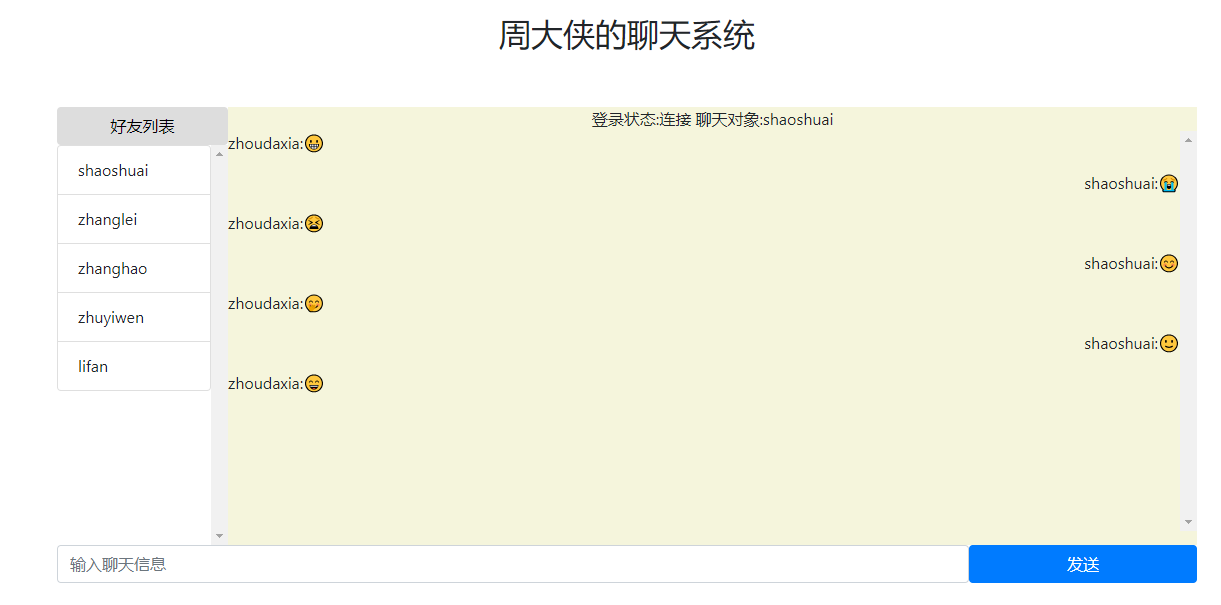 周大侠的聊天系统
好友列表
shaoshuai
zhanglei
zhanghao
zhuyiwen
lifan
登录状态:连接 聊天对象:shaoshuai
zhoudaxia:😀
shaoshuai:😭
zhoudaxia:😫
shaoshuai:😊
zhoudaxia:🤭
shaoshuai:🙂
zhoudaxia:😄
输入聊天信息
发送